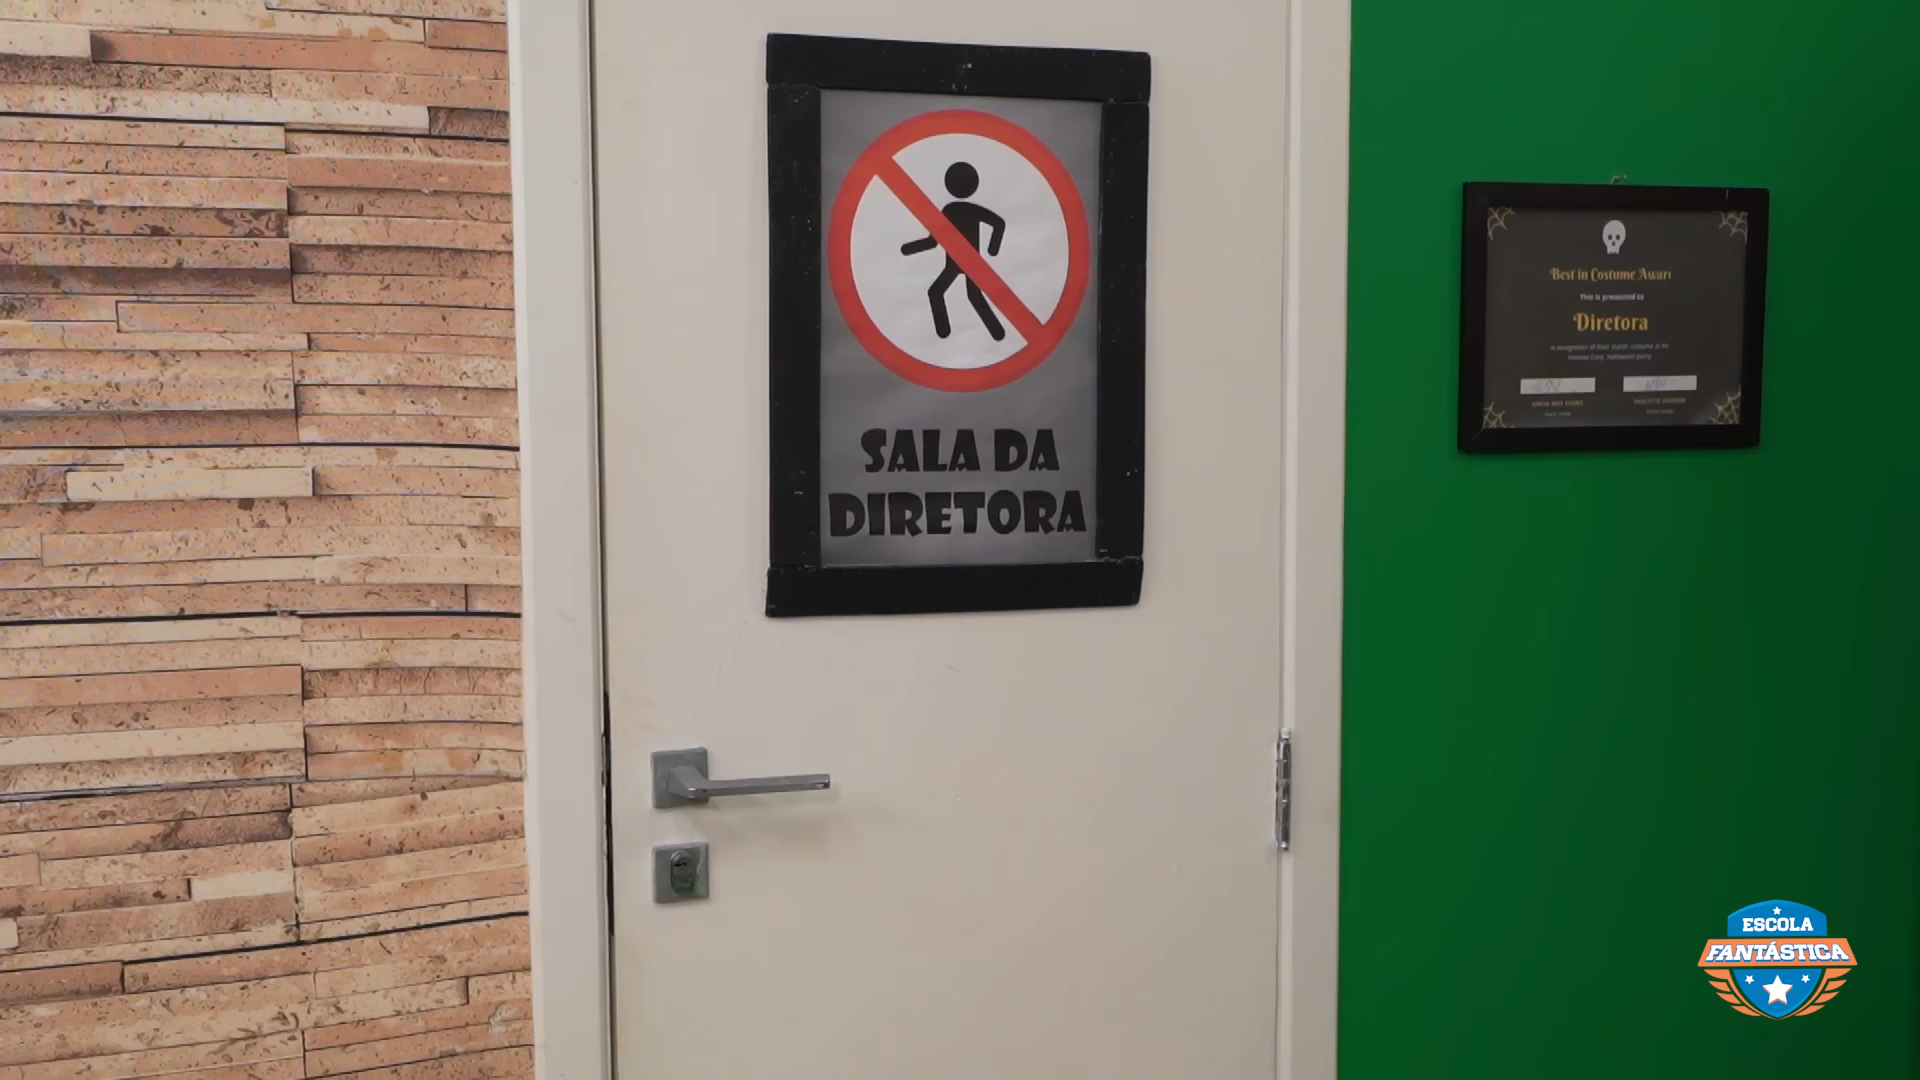 SALA DA
DIRETORA
Best in Costume Awar
This is presented to
Diretora
ESCOLA
FANTÁSTICA